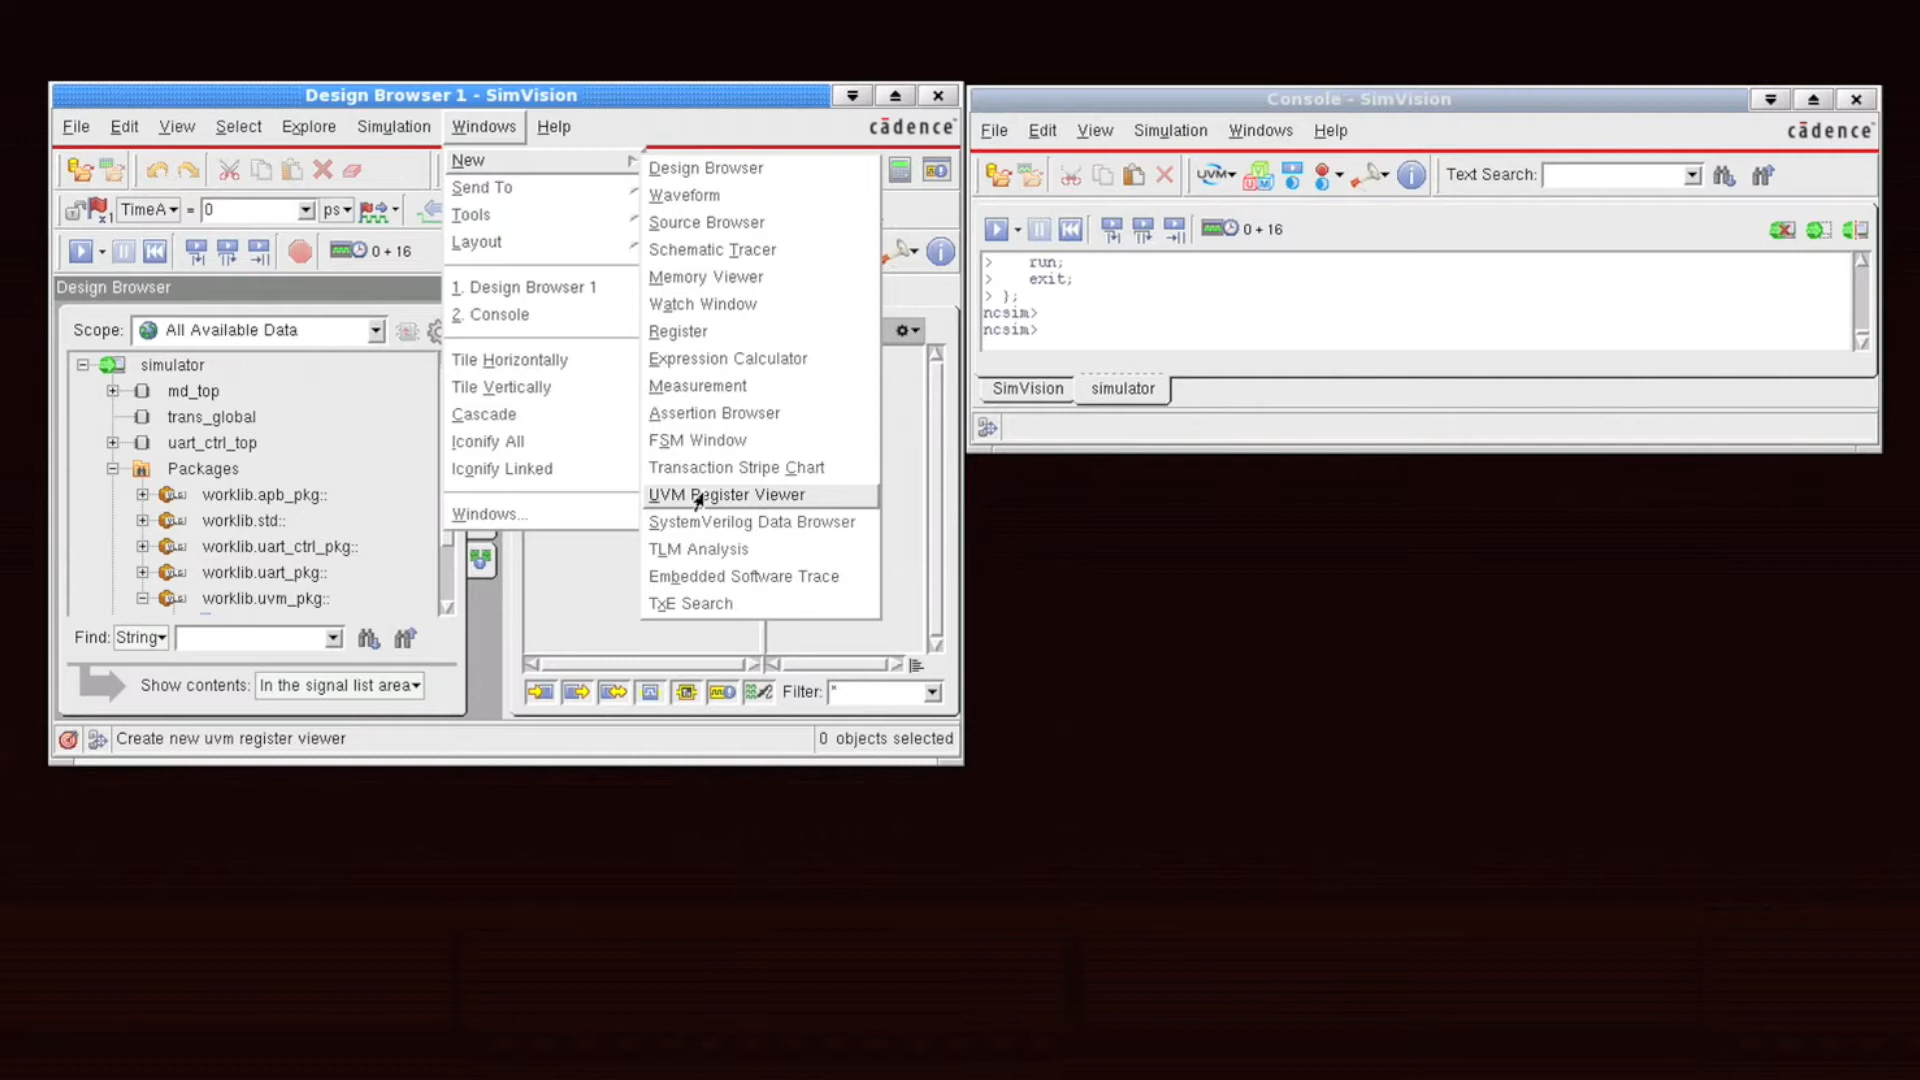 Design Browser 1 - SimVision
File Edit View Select Explore Simulation Windows Help
cādence
TimeA = 0 ps
0 + 16
Design Browser
Scope: All Available Data
simulator
md_top
trans_global
uart_ctrl_top
Packages
worklib.apb_pkg::
worklib.std::
worklib.uart_ctrl_pkg::
worklib.uart_pkg::
worklib.uvm_pkg::
Find: String
Show contents: In the signal list area
Filter: *
Create new uvm register viewer
0 objects selected
New
Send To
Tools
Layout
1. Design Browser 1
2. Console
Tile Horizontally
Tile Vertically
Cascade
Iconify All
Iconify Linked
Windows...
Design Browser
Waveform
Source Browser
Schematic Tracer
Memory Viewer
Watch Window
Register
Expression Calculator
Measurement
Assertion Browser
FSM Window
Transaction Stripe Chart
UVM Register Viewer
SystemVerilog Data Browser
TLM Analysis
Embedded Software Trace
TxE Search
Console - SimVision
File Edit View Simulation Windows Help
cādence
UVM
Text Search:
0 + 16
> run;
> exit;
> };
ncsim>
ncsim>
SimVision simulator